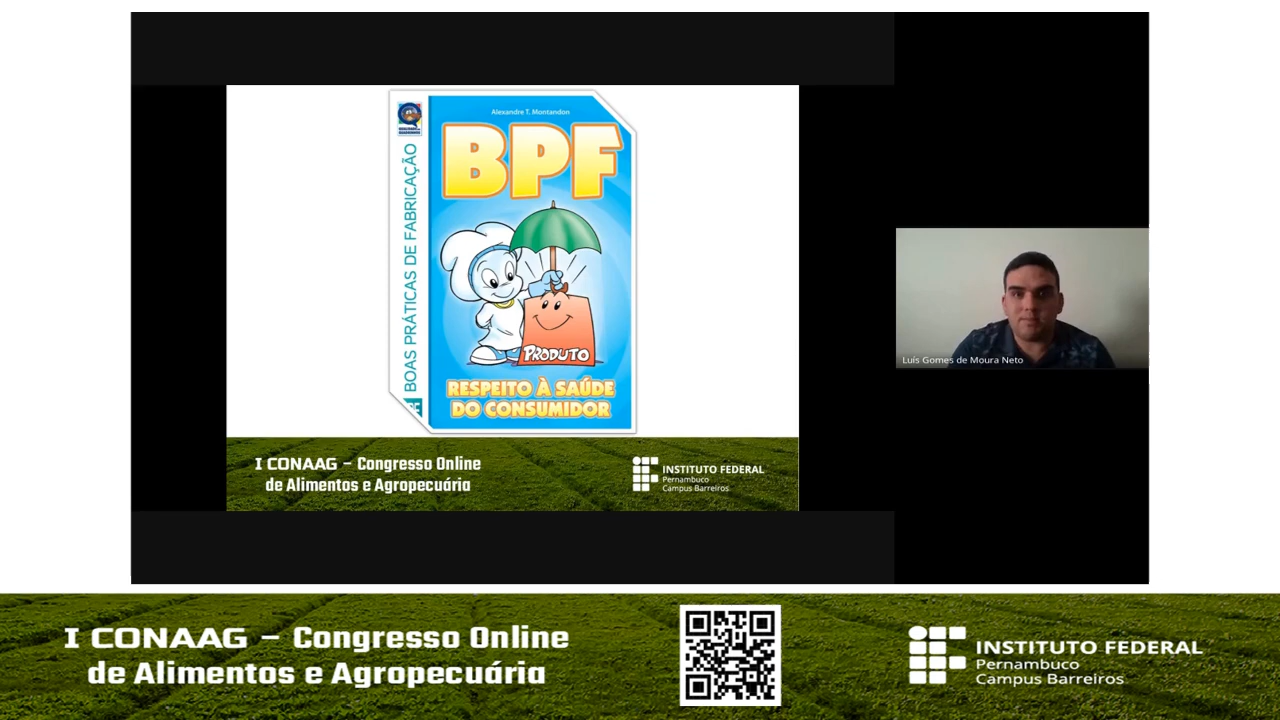 Alexandre T. Montandon
BPF
BOAS PRÁTICAS DE FABRICAÇÃO
PRODUTO
RESPEITO À SAÚDE
DO CONSUMIDOR
I CONAAG – Congresso Online
de Alimentos e Agropecuária
INSTITUTO FEDERAL
Pernambuco
Campus Barreiros
Luís Gomes de Moura Neto
I CONAAG – Congresso Online
de Alimentos e Agropecuária
INSTITUTO FEDERAL
Pernambuco
Campus Barreiros